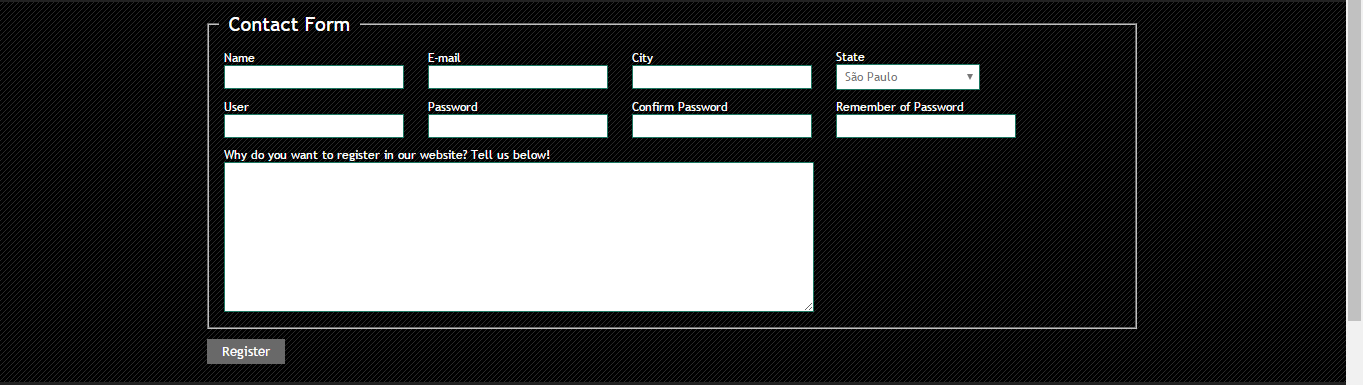 Contact Form
Name
E-mail
City
State
São Paulo
User
Password
Confirm Password
Remember of Password
Why do you want to register in our website? Tell us below!
Register